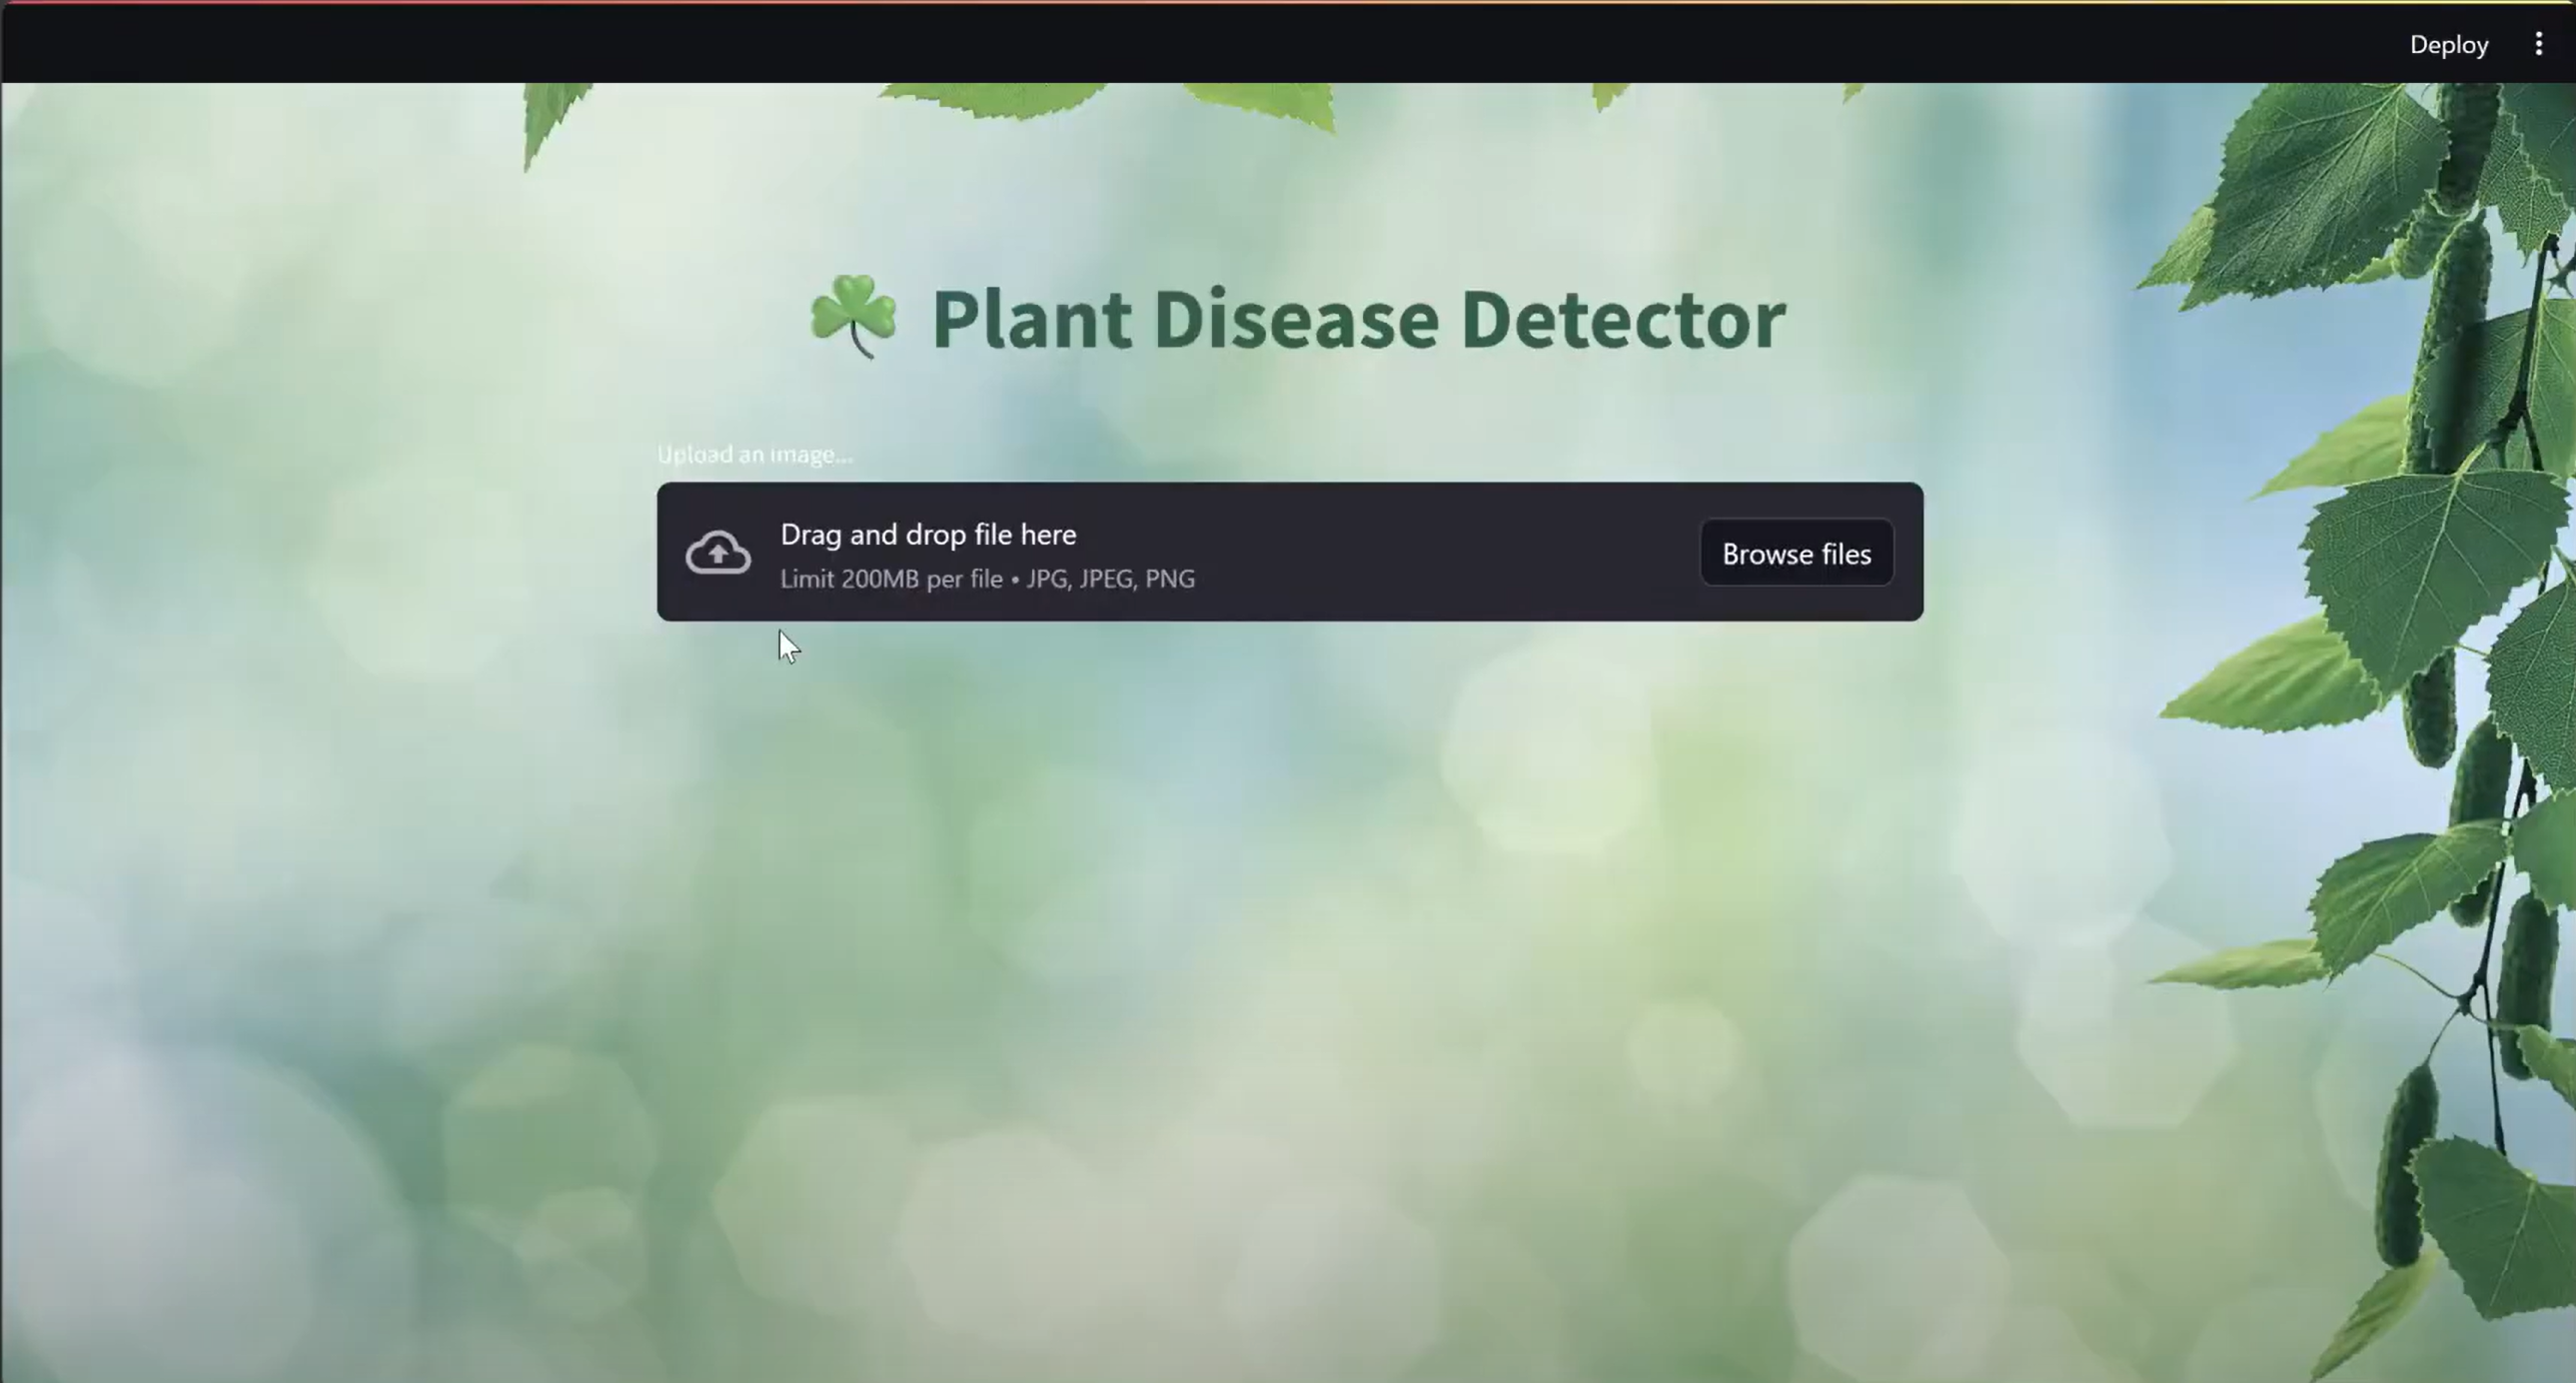 Deploy
Plant Disease Detector
Upload an image...
Drag and drop file here
Limit 200MB per file • JPG, JPEG, PNG
Browse files